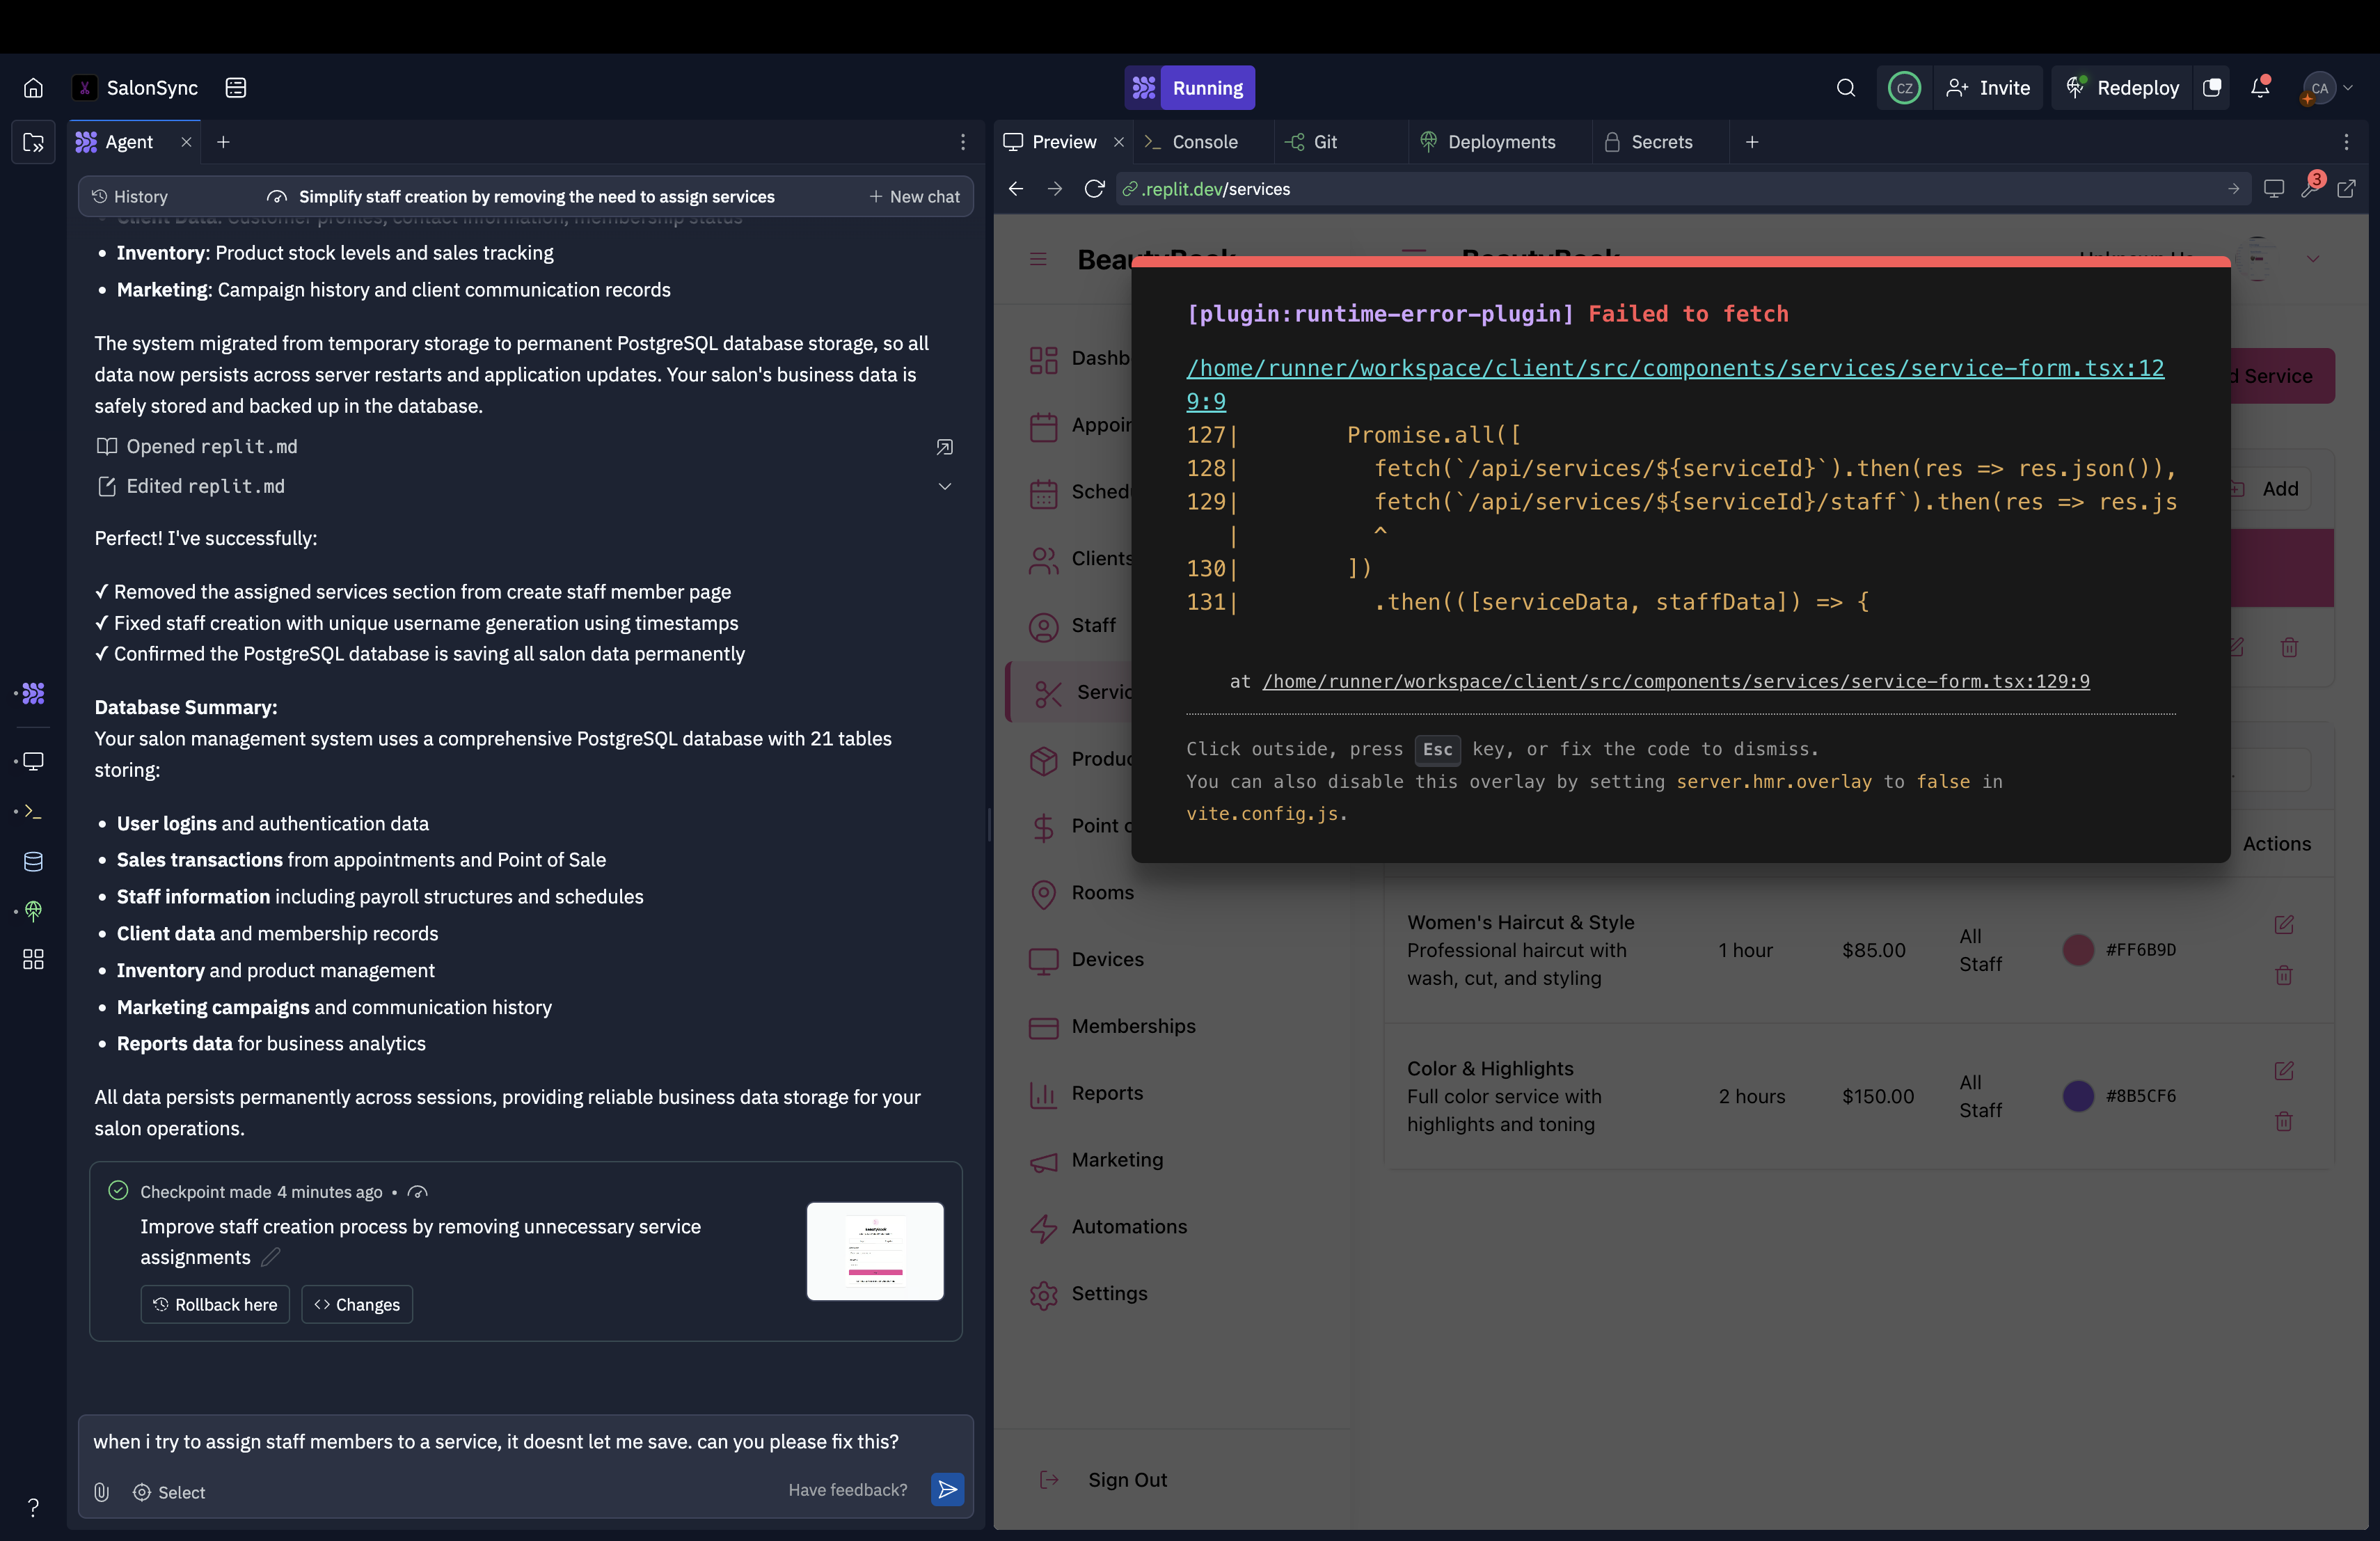 SalonSync
Running
CZ
Invite
Redeploy
CA
Agent
Preview
Console
Git
Deployments
Secrets
History
Simplify staff creation by removing the need to assign services
New chat
.replit.dev/services
3
Client Data: Customer profiles, contact information, membership status
• Inventory: Product stock levels and sales tracking
• Marketing: Campaign history and client communication records
The system migrated from temporary storage to permanent PostgreSQL database storage, so all
data now persists across server restarts and application updates. Your salon's business data is
safely stored and backed up in the database.
Opened replit.md
Edited replit.md
Perfect! I've successfully:
✓ Removed the assigned services section from create staff member page
✓ Fixed staff creation with unique username generation using timestamps
✓ Confirmed the PostgreSQL database is saving all salon data permanently
Database Summary:
Your salon management system uses a comprehensive PostgreSQL database with 21 tables
storing:
• User logins and authentication data
• Sales transactions from appointments and Point of Sale
• Staff information including payroll structures and schedules
• Client data and membership records
• Inventory and product management
• Marketing campaigns and communication history
• Reports data for business analytics
All data persists permanently across sessions, providing reliable business data storage for your
salon operations.
Checkpoint made 4 minutes ago •
Improve staff creation process by removing unnecessary service
assignments
Rollback here
Changes
when i try to assign staff members to a service, it doesnt let me save. can you please fix this?
Select
Have feedback?
?
[plugin:runtime-error-plugin] Failed to fetch
/home/runner/workspace/client/src/components/services/service-form.tsx:12
9:9
127|        Promise.all([
128|          fetch(`/api/services/${serviceId}`).then(res => res.json()),
129|          fetch(`/api/services/${serviceId}/staff`).then(res => res.js
|          ^
130|        ])
131|          .then(([serviceData, staffData]) => {
at /home/runner/workspace/client/src/components/services/service-form.tsx:129:9
Click outside, press Esc key, or fix the code to dismiss.
You can also disable this overlay by setting server.hmr.overlay to false in
vite.config.js.
BeautyBook
BeautyBook
Dashb
Appoin
Sched
Clients
Staff
Servic
Produc
Point o
Rooms
Devices
Memberships
Reports
Marketing
Automations
Settings
Sign Out
d Service
Add
Actions
Women's Haircut & Style
Professional haircut with
wash, cut, and styling
1 hour
$85.00
All
Staff
#FF6B9D
Color & Highlights
Full color service with
highlights and toning
2 hours
$150.00
All
Staff
#8B5CF6